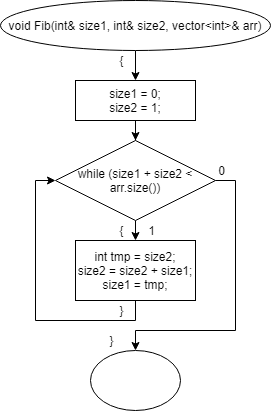 void Fib(int& size1, int& size2, vector<int>& arr)
{
size1 = 0;
size2 = 1;
while (size1 + size2 <
arr.size())
0
{ 1
int tmp = size2;
size2 = size2 + size1;
size1 = tmp;
}
}